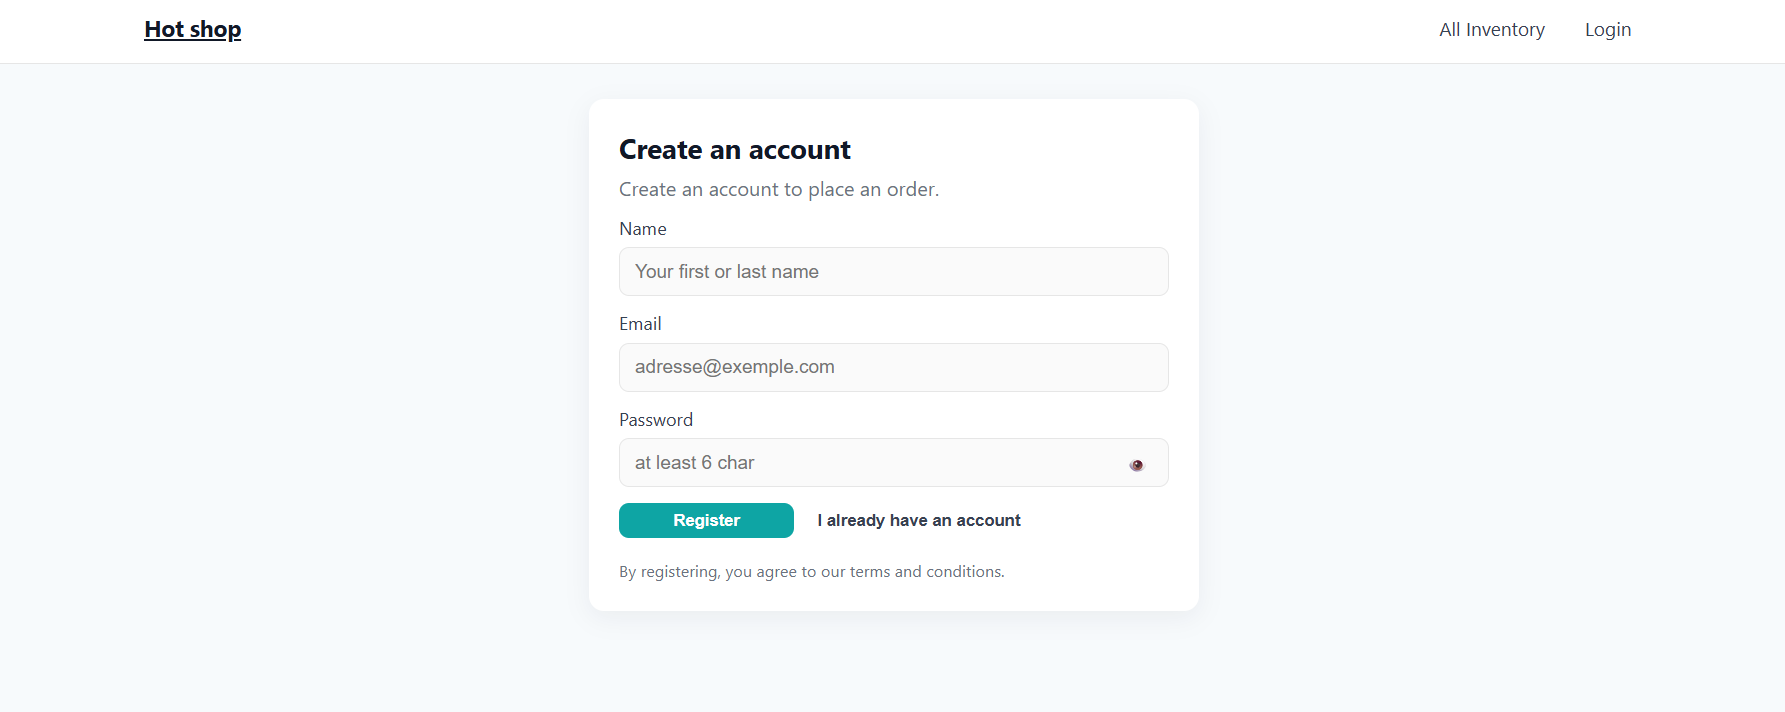 Hot shop
All Inventory
Login
Create an account
Create an account to place an order.
Name
Your first or last name
Email
adresse@exemple.com
Password
at least 6 char
Register
I already have an account
By registering, you agree to our terms and conditions.